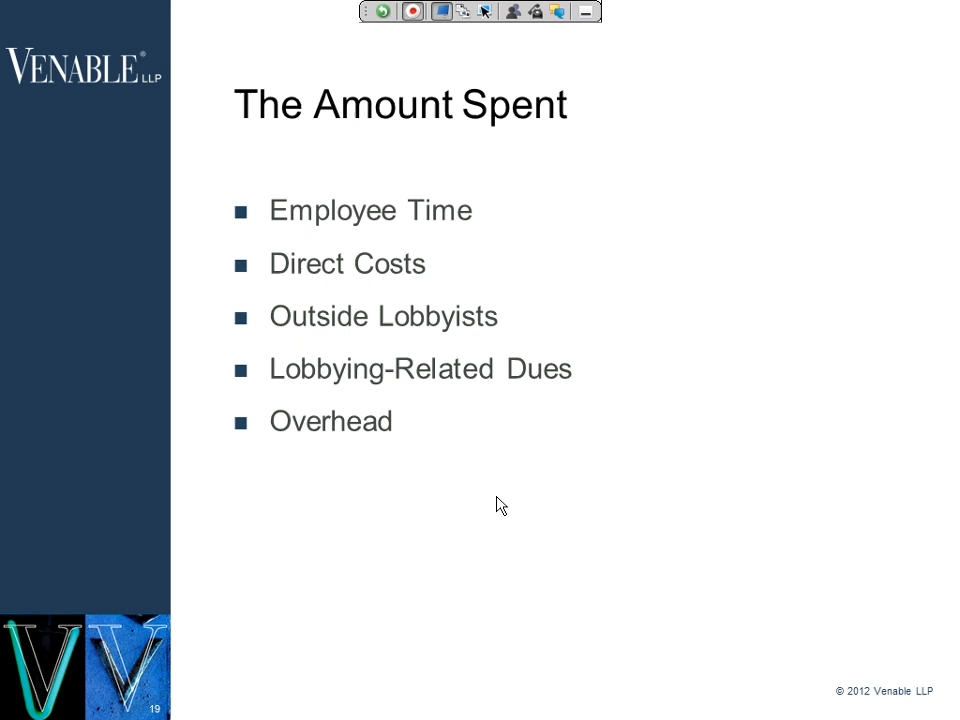 VENABLE® LLP
The Amount Spent
■ Employee Time
■ Direct Costs
■ Outside Lobbyists
■ Lobbying-Related Dues
■ Overhead
V V
19
© 2012 Venable LLP